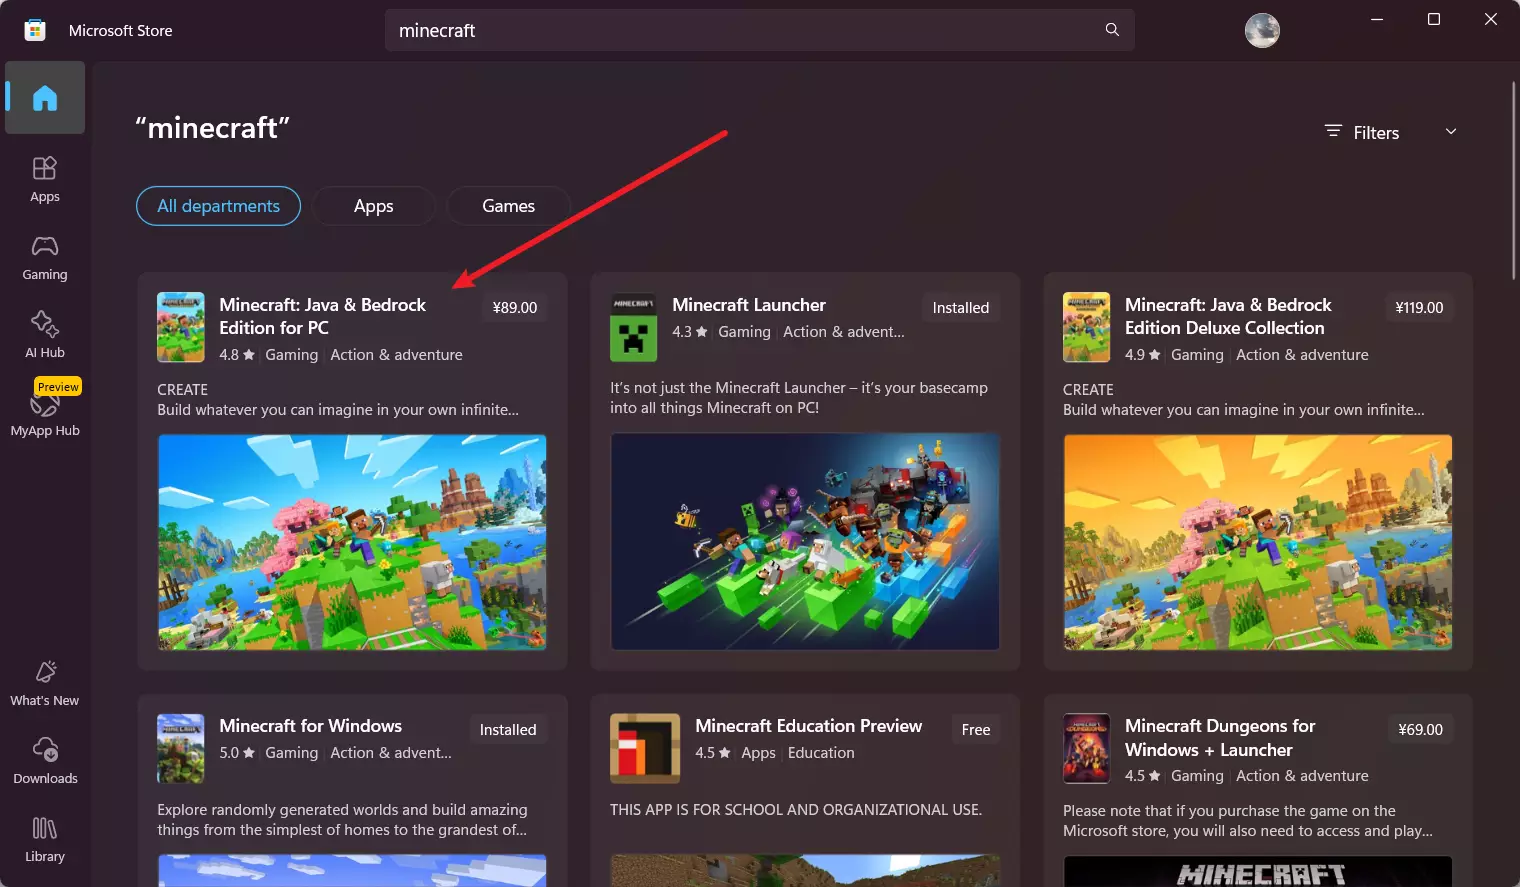 Microsoft Store
minecraft
Apps
Gaming
AI Hub
Preview
MyApp Hub
What's New
Downloads
Library
“minecraft”
Filters
All departments
Apps
Games
MINECRAFT
Minecraft: Java & Bedrock
Edition for PC
¥89.00
4.8 ★ Gaming Action & adventure
CREATE
Build whatever you can imagine in your own infinite...
MINECRAFT
Minecraft Launcher
Installed
4.3 ★ Gaming Action & advent...
It’s not just the Minecraft Launcher – it’s your basecamp
into all things Minecraft on PC!
MINECRAFT
Minecraft: Java & Bedrock
Edition Deluxe Collection
¥119.00
4.9 ★ Gaming Action & adventure
CREATE
Build whatever you can imagine in your own infinite...
MINECRAFT
Minecraft for Windows
Installed
5.0 ★ Gaming Action & advent...
Explore randomly generated worlds and build amazing
things from the simplest of homes to the grandest of...
Minecraft Education Preview
Free
4.5 ★ Apps Education
THIS APP IS FOR SCHOOL AND ORGANIZATIONAL USE.
MINECRAFT
DUNGEONS
Minecraft Dungeons for
Windows + Launcher
¥69.00
4.5 ★ Gaming Action & adventure
Please note that if you purchase the game on the
Microsoft store, you will also need to access and play...
MINECRAFT